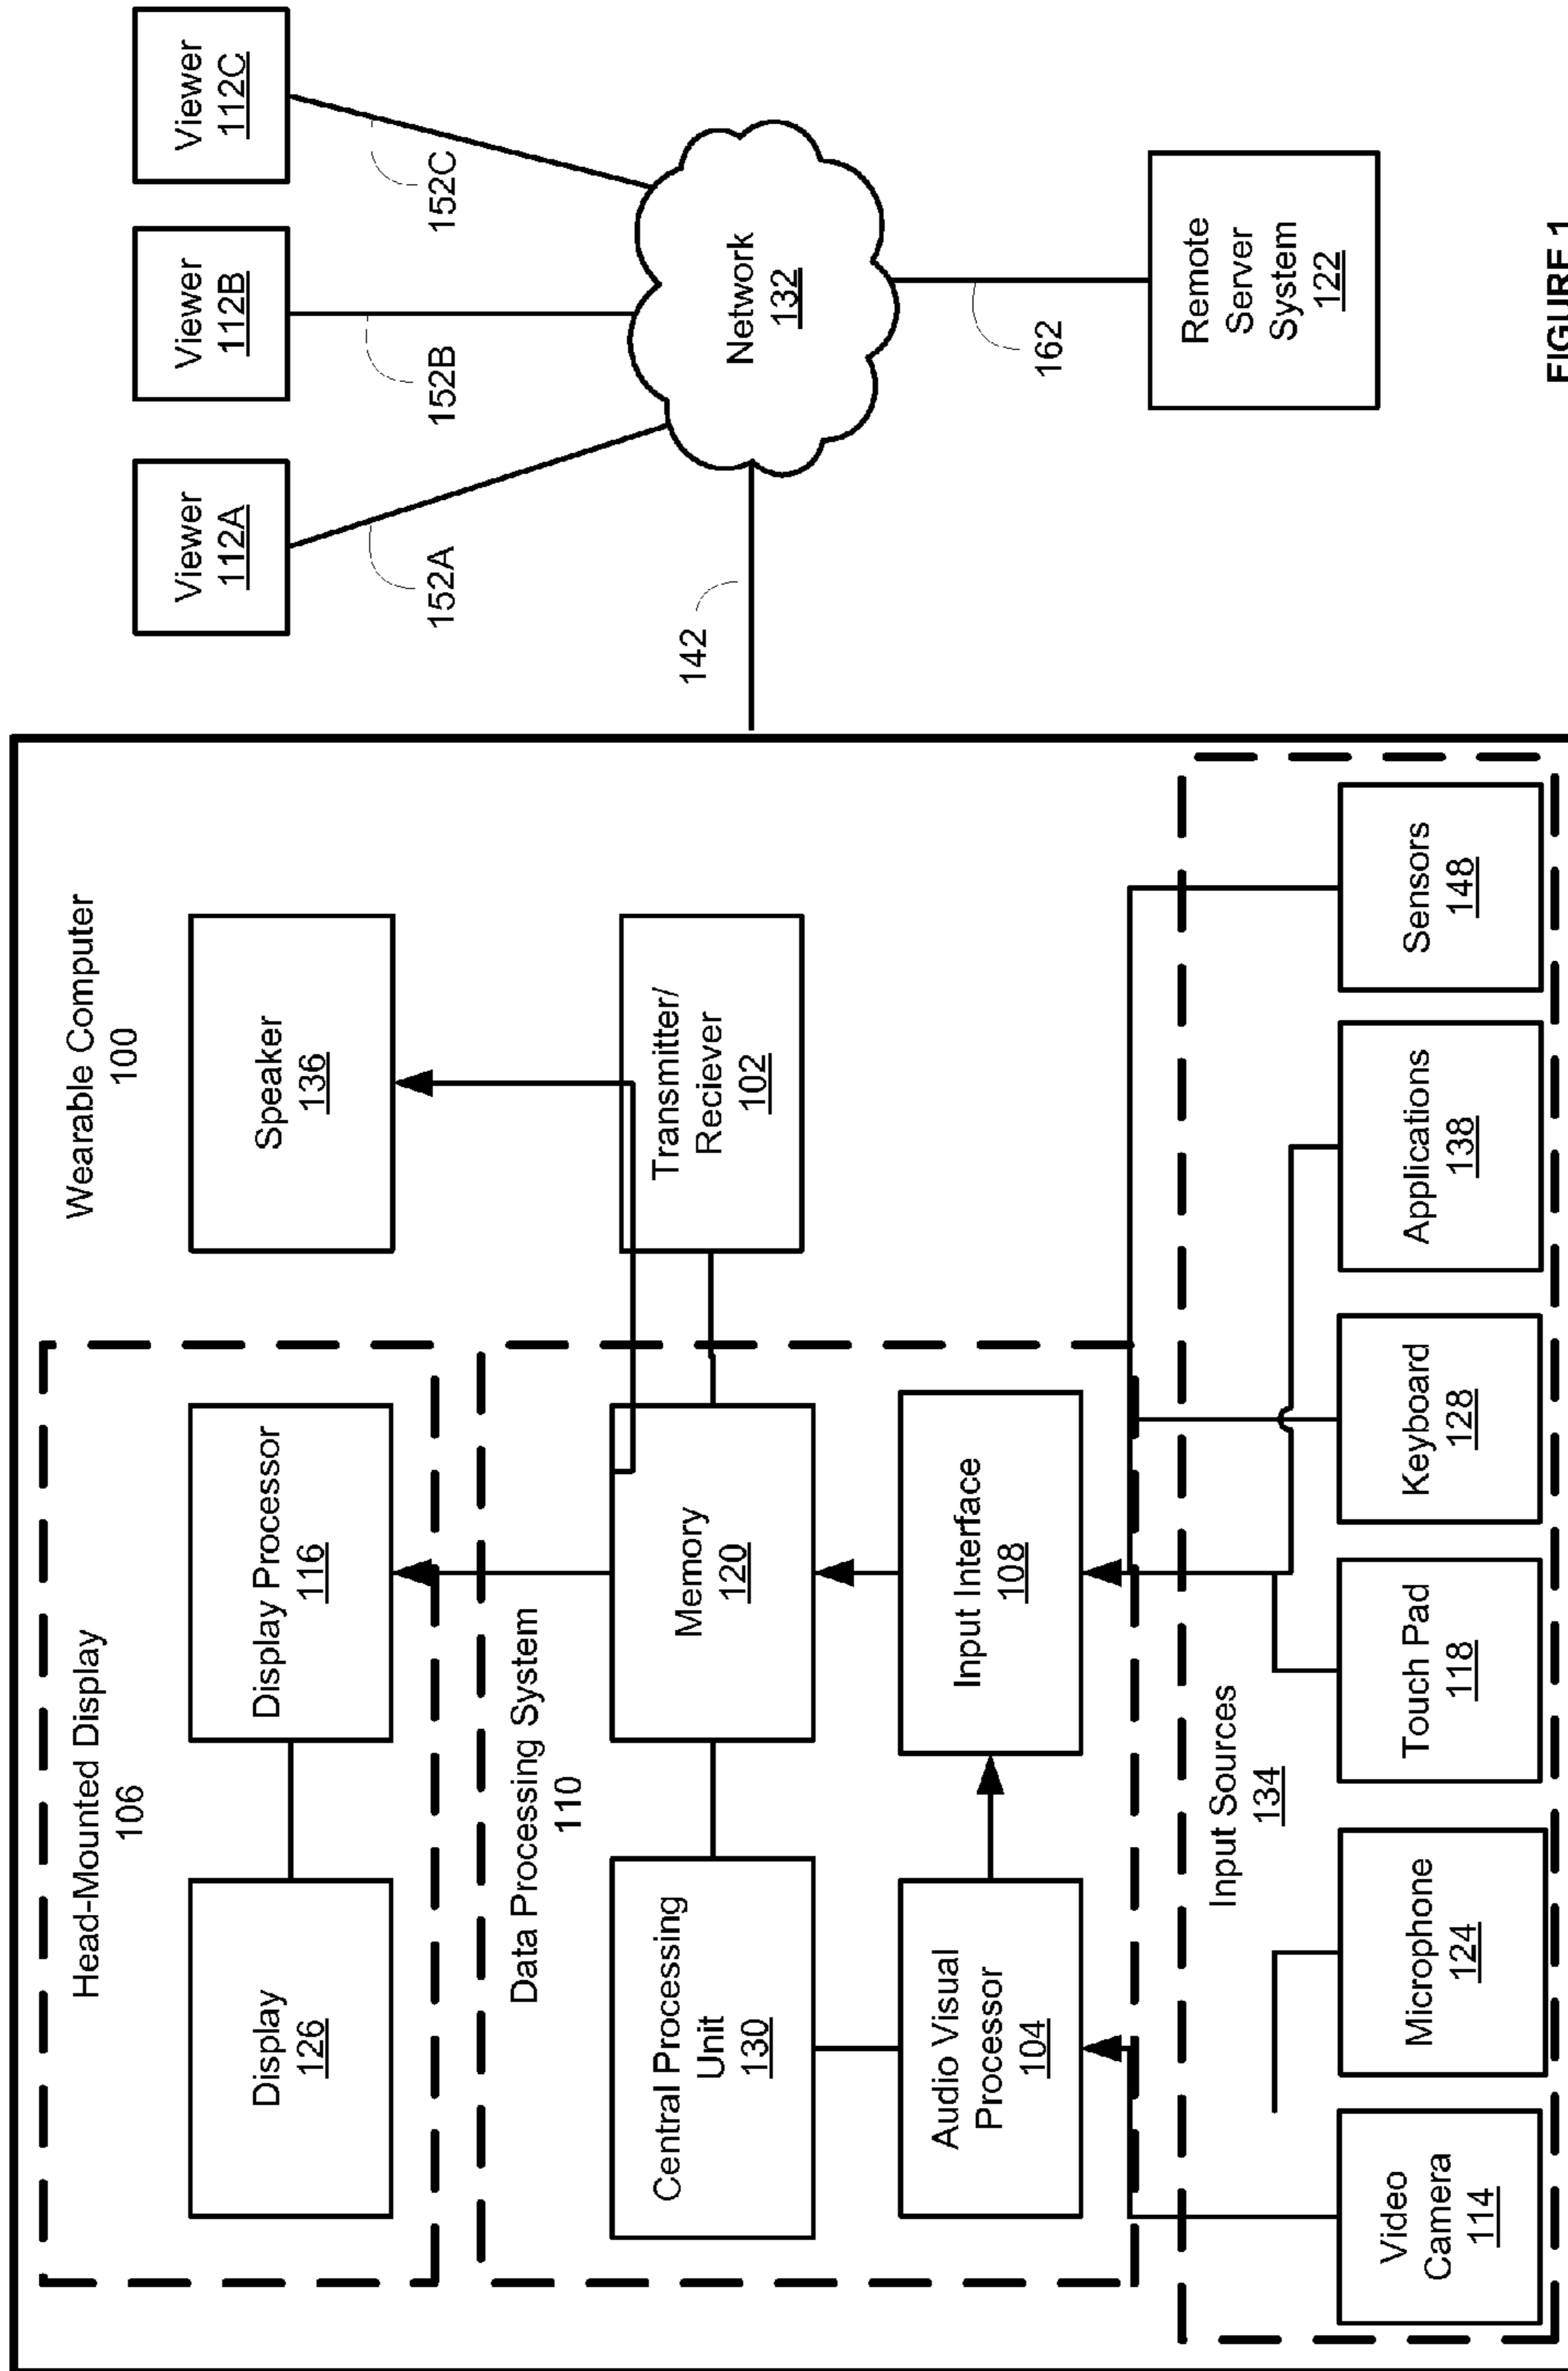 Wearable Computer
100
Head-Mounted Display
106
Display
126
Display Processor
116
Speaker
136
Data Processing System
110
Central Processing
Unit
130
Memory
120
Transmitter/
Reciever
102
Audio Visual
Processor
104
Input Interface
108
Input Sources
134
Video
Camera
114
Microphone
124
Touch Pad
118
Keyboard
128
Applications
138
Sensors
148
142
Viewer
112A
Viewer
112B
Viewer
112C
152A
152B
152C
Network
132
162
Remote
Server
System
122
FIGURE 1